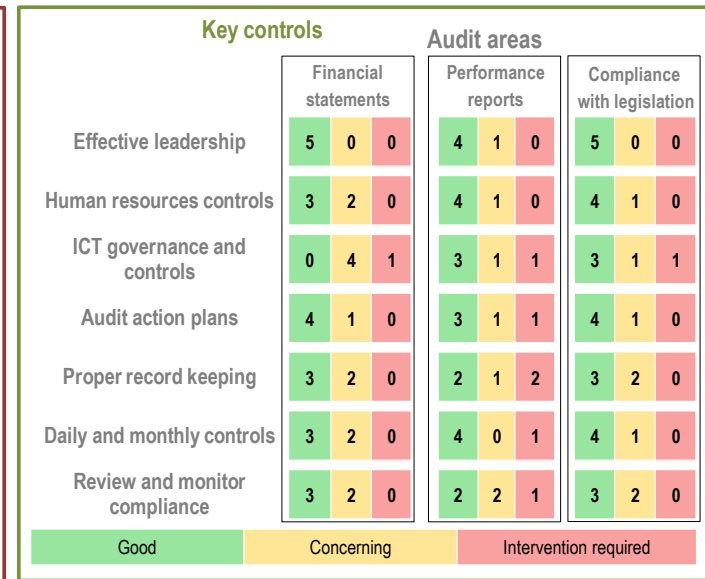 Key controls
Audit areas
Financial statements
Performance reports
Compliance with legislation
Effective leadership 5 0 0 4 1 0 5 0 0
Human resources controls 3 2 0 4 1 0 4 1 0
ICT governance and controls 0 4 1 3 1 1 3 1 1
Audit action plans 4 1 0 3 1 1 4 1 0
Proper record keeping 3 2 0 2 1 2 3 2 0
Daily and monthly controls 3 2 0 4 0 1 4 1 0
Review and monitor compliance 3 2 0 2 2 1 3 2 0
Good Concerning Intervention required